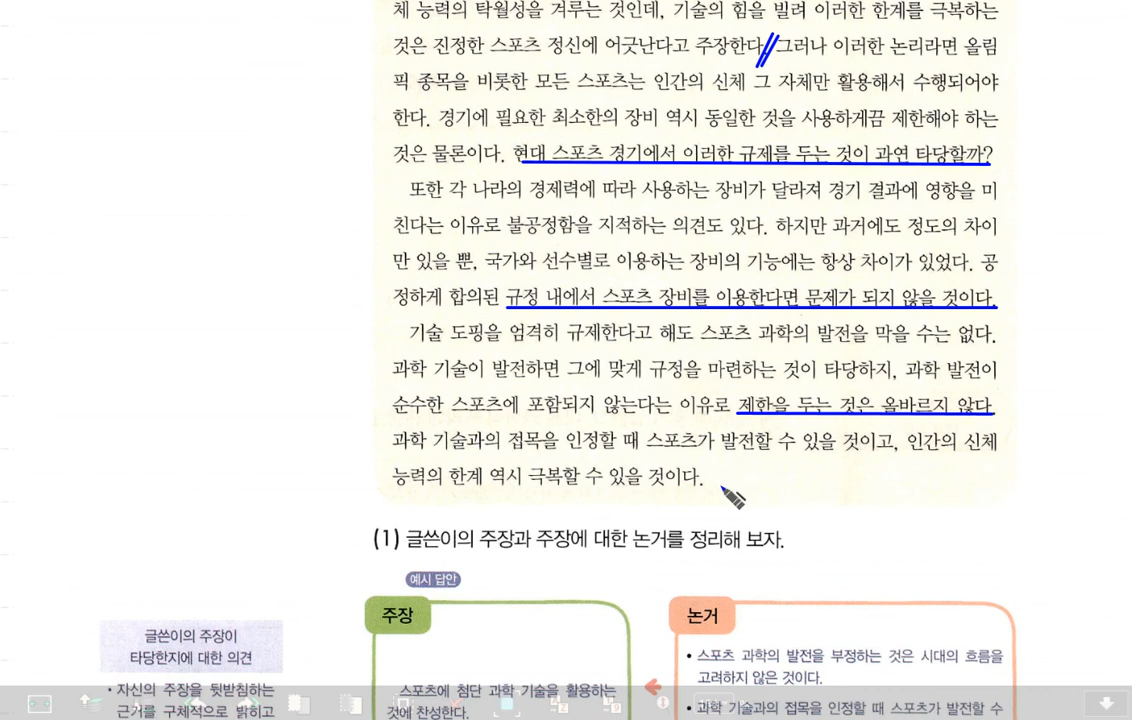 체 능력의 탁월성을 겨루는 것인데, 기술의 힘을 빌려 이러한 한계를 극복하는
것은 진정한 스포츠 정신에 어긋난다고 주장한다. 그러나 이러한 논리라면 올림
픽 종목을 비롯한 모든 스포츠는 인간의 신체 그 자체만 활용해서 수행되어야
한다. 경기에 필요한 최소한의 장비 역시 동일한 것을 사용하게끔 제한해야 하는
것은 물론이다. 현대 스포츠 경기에서 이러한 규제를 두는 것이 과연 타당할까?
또한 각 나라의 경제력에 따라 사용하는 장비가 달라져 경기 결과에 영향을 미
친다는 이유로 불공정함을 지적하는 의견도 있다. 하지만 과거에도 정도의 차이
만 있을 뿐, 국가와 선수별로 이용하는 장비의 기능에는 항상 차이가 있었다. 공
정하게 합의된 규정 내에서 스포츠 장비를 이용한다면 문제가 되지 않을 것이다.
기술 도핑을 엄격히 규제한다고 해도 스포츠 과학의 발전을 막을 수는 없다.
과학 기술이 발전하면 그에 맞게 규정을 마련하는 것이 타당하지, 과학 발전이
순수한 스포츠에 포함되지 않는다는 이유로 제한을 두는 것은 올바르지 않다.
과학 기술과의 접목을 인정할 때 스포츠가 발전할 수 있을 것이고, 인간의 신체
능력의 한계 역시 극복할 수 있을 것이다.
(1) 글쓴이의 주장과 주장에 대한 논거를 정리해 보자.
예시 답안
주장
스포츠에 첨단 과학 기술을 활용하는
것에 찬성한다.
논거
• 스포츠 과학의 발전을 부정하는 것은 시대의 흐름을
고려하지 않은 것이다.
• 과학 기술과의 접목을 인정할 때 스포츠가 발전할 수
글쓴이의 주장이
타당한지에 대한 의견
• 자신의 주장을 뒷받침하는
근거를 구체적으로 밝히고